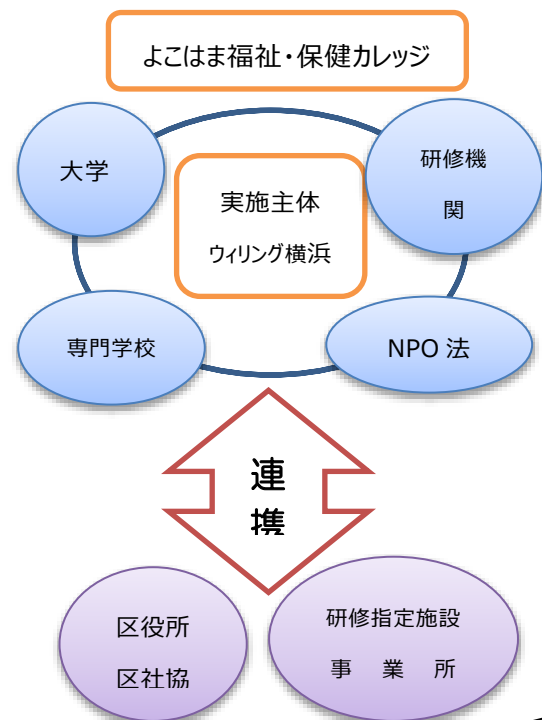 よこはま福祉・保健カレッジ
大学
研修機
関
実施主体
ウィリング横浜
専門学校
NPO 法
連
携
区役所
区社協
研修指定施設
事　業　所